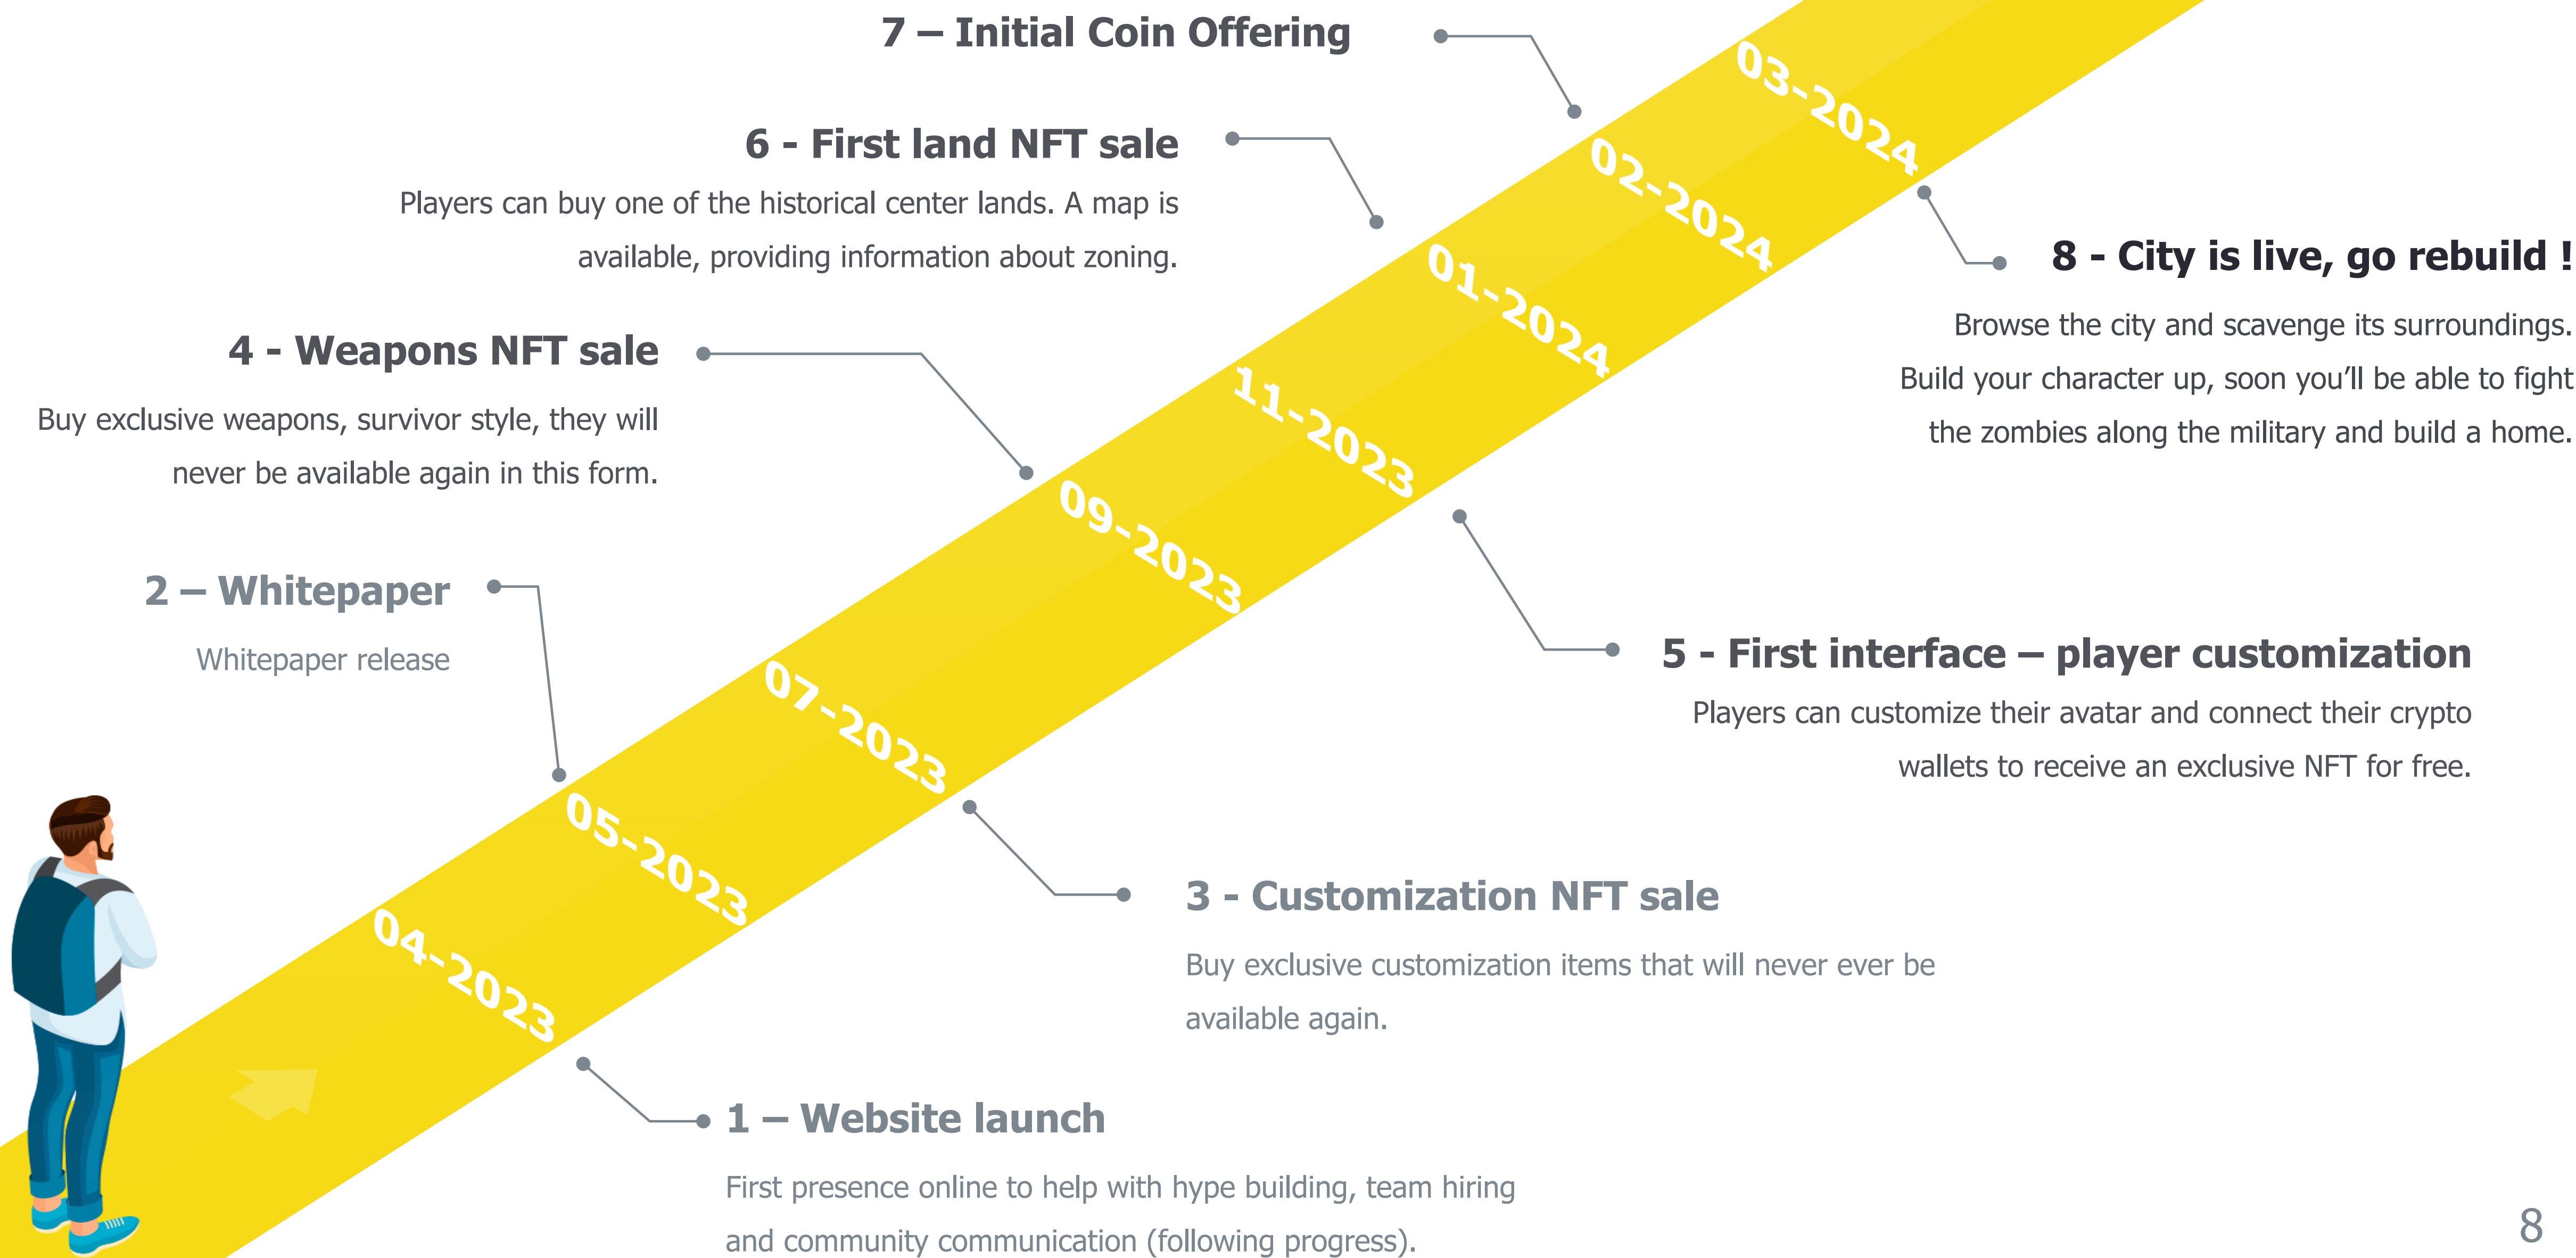 7 – Initial Coin Offering
03-2024
6 - First land NFT sale
Players can buy one of the historical center lands. A map is
available, providing information about zoning.
02-2024
8 - City is live, go rebuild !
Browse the city and scavenge its surroundings.
Build your character up, soon you’ll be able to fight
the zombies along the military and build a home.
01-2024
4 - Weapons NFT sale
Buy exclusive weapons, survivor style, they will
never be available again in this form.
11-2023
09-2023
2 – Whitepaper
Whitepaper release
5 - First interface – player customization
Players can customize their avatar and connect their crypto
wallets to receive an exclusive NFT for free.
07-2023
05-2023
3 - Customization NFT sale
Buy exclusive customization items that will never ever be
available again.
04-2023
1 – Website launch
First presence online to help with hype building, team hiring
and community communication (following progress).
8